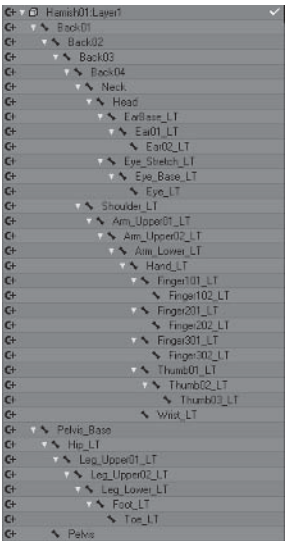 Hamish01:Layer1
Back01
Back02
Back03
Back04
Neck
Head
EarBase_LT
Ear01_LT
Ear02_LT
Eye_Stretch_LT
Eye_Base_LT
Eye_LT
Shoulder_LT
Arm_Upper01_LT
Arm_Upper02_LT
Arm_Lower_LT
Hand_LT
Finger101_LT
Finger102_LT
Finger201_LT
Finger202_LT
Finger301_LT
Finger302_LT
Thumb01_LT
Thumb02_LT
Thumb03_LT
Wrist_LT
Pelvis_Base
Hip_LT
Leg_Upper01_LT
Leg_Upper02_LT
Leg_Lower_LT
Foot_LT
Toe_LT
Pelvis